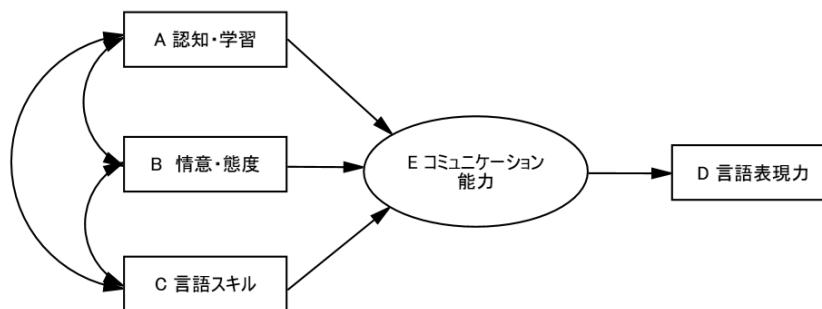 A 認知・学習
B 情意・態度
C 言語スキル
E コミュニケーション
能力
D 言語表現力